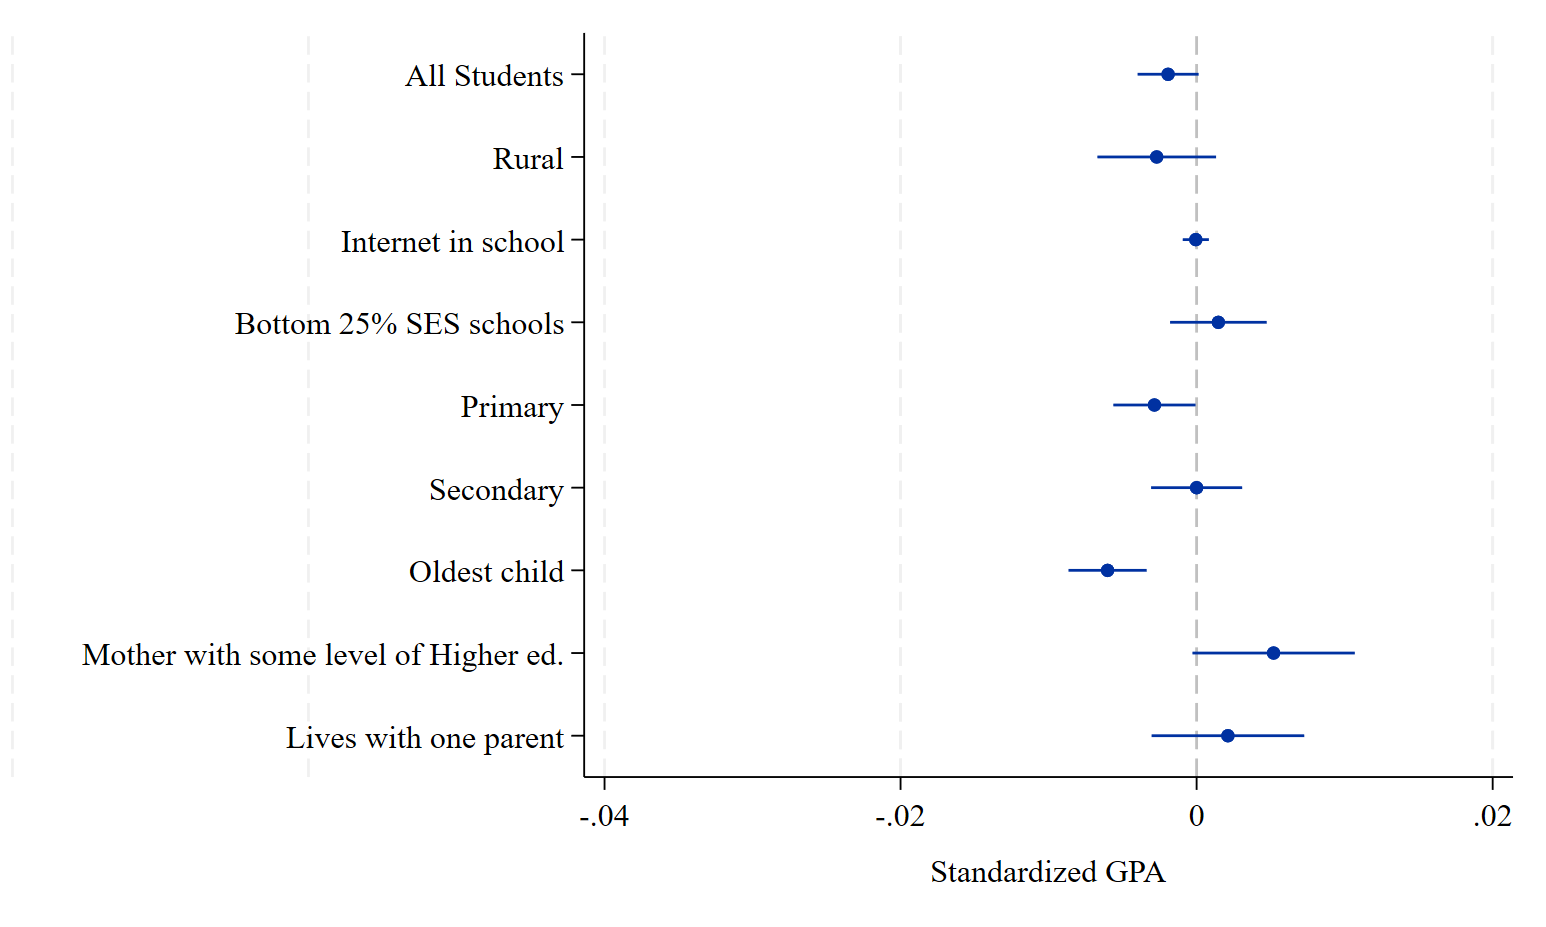 All Students
Rural
Internet in school
Bottom 25% SES schools
Primary
Secondary
Oldest child
Mother with some level of Higher ed.
Lives with one parent
-.04 -.02 0 .02
Standardized GPA